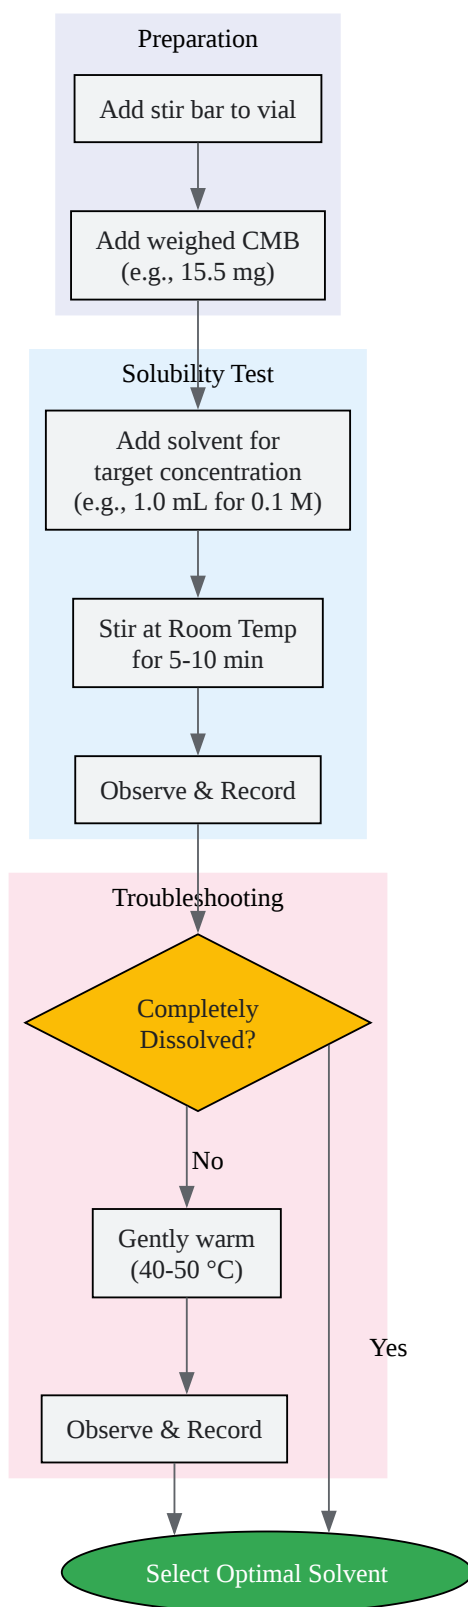 Preparation
Add stir bar to vial
Add weighed CMB
(e.g., 15.5 mg)
Solubility Test
Add solvent for
target concentration
(e.g., 1.0 mL for 0.1 M)
Stir at Room Temp
for 5-10 min
Observe & Record
Troubleshooting
Completely
Dissolved?
No
Gently warm
(40-50 °C)
Yes
Observe & Record
Select Optimal Solvent